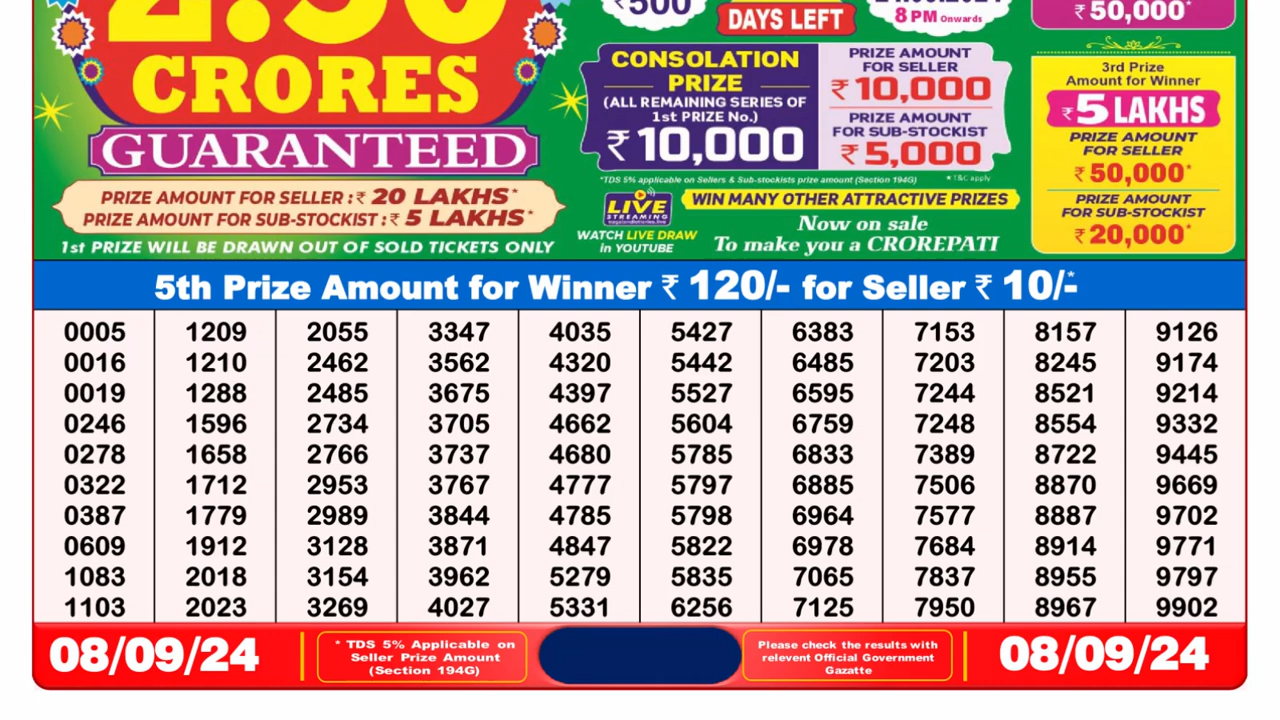 2.50
CRORES
GUARANTEED
PRIZE AMOUNT FOR SELLER :₹ 20 LAKHS*
PRIZE AMOUNT FOR SUB-STOCKIST :₹ 5 LAKHS*
1st PRIZE WILL BE DRAWN OUT OF SOLD TICKETS ONLY
₹500
DAYS LEFT
8 PM Onwards
₹50,000*
CONSOLATION
PRIZE
(ALL REMAINING SERIES OF
1st PRIZE No.)
₹10,000
PRIZE AMOUNT
FOR SELLER
₹10,000
PRIZE AMOUNT
FOR SUB-STOCKIST
₹5,000
*TDS 5% applicable on Sellers & Sub-stockists prize amount (Section 194G)
* T&C apply
LIVE
STREAMING
WATCH LIVE DRAW
in YOUTUBE
WIN MANY OTHER ATTRACTIVE PRIZES
Now on sale
To make you a CROREPATI
3rd Prize
Amount for Winner
₹5 LAKHS
PRIZE AMOUNT
FOR SELLER
₹50,000*
PRIZE AMOUNT
FOR SUB-STOCKIST
₹20,000*
5th Prize Amount for Winner ₹ 120/- for Seller ₹ 10/-*
0005 1209 2055 3347 4035 5427 6383 7153 8157 9126
0016 1210 2462 3562 4320 5442 6485 7203 8245 9174
0019 1288 2485 3675 4397 5527 6595 7244 8521 9214
0246 1596 2734 3705 4662 5604 6759 7248 8554 9332
0278 1658 2766 3737 4680 5785 6833 7389 8722 9445
0322 1712 2953 3767 4777 5797 6885 7506 8870 9669
0387 1779 2989 3844 4785 5798 6964 7577 8887 9702
0609 1912 3128 3871 4847 5822 6978 7684 8914 9771
1083 2018 3154 3962 5279 5835 7065 7837 8955 9797
1103 2023 3269 4027 5331 6256 7125 7950 8967 9902
08/09/24
* TDS 5% Applicable on
Seller Prize Amount
(Section 194G)
Please check the results with
relevent Official Government
Gazatte
08/09/24